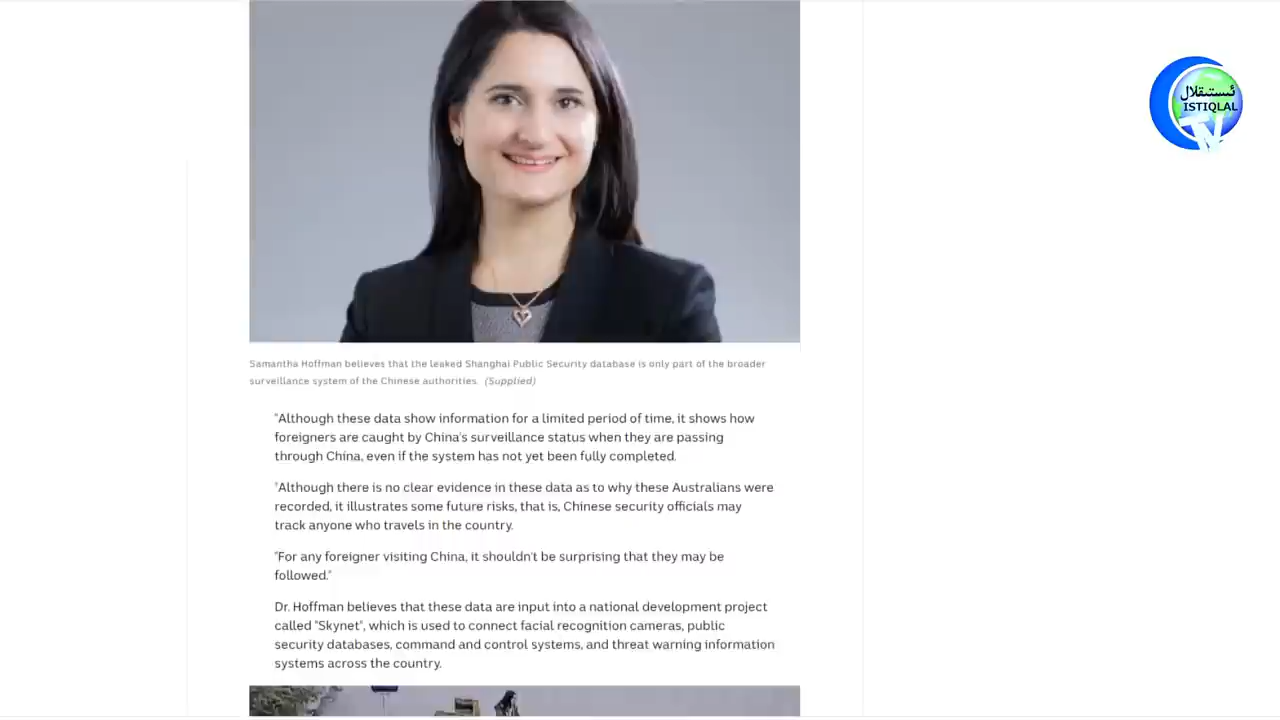 ئىستىقلال
ISTIQLAL
TV
Samantha Hoffman believes that the leaked Shanghai Public Security database is only part of the broader
surveillance system of the Chinese authorities. (Supplied)
"Although these data show information for a limited period of time, it shows how
foreigners are caught by China's surveillance status when they are passing
through China, even if the system has not yet been fully completed.
"Although there is no clear evidence in these data as to why these Australians were
recorded, it illustrates some future risks, that is, Chinese security officials may
track anyone who travels in the country.
"For any foreigner visiting China, it shouldn't be surprising that they may be
followed."
Dr. Hoffman believes that these data are input into a national development project
called "Skynet", which is used to connect facial recognition cameras, public
security databases, command and control systems, and threat warning information
systems across the country.